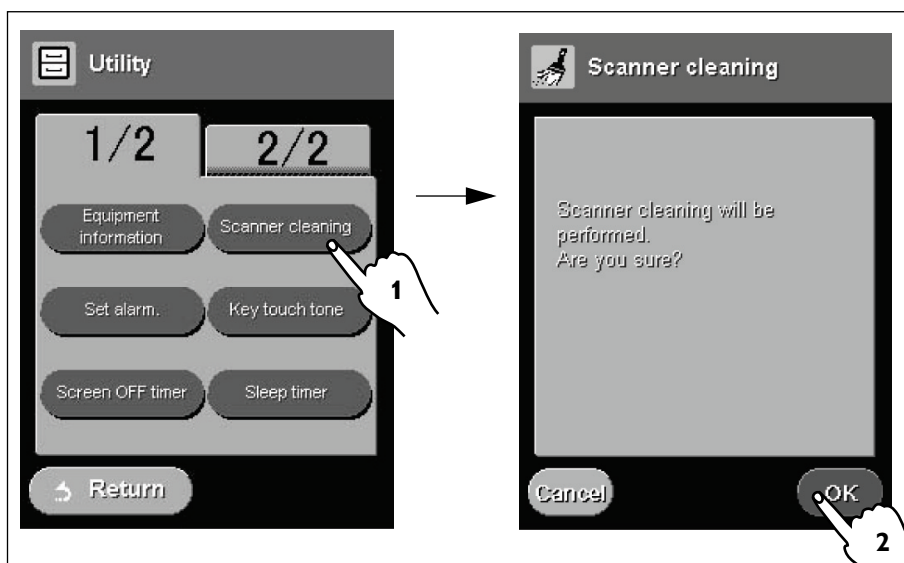 Utility
1/2
2/2
Equipment
information
Scanner cleaning
1
Set alarm.
Key touch tone
Screen OFF timer
Sleep timer
Return
Scanner cleaning
Scanner cleaning will be
performed.
Are you sure?
Cancel
OK
2